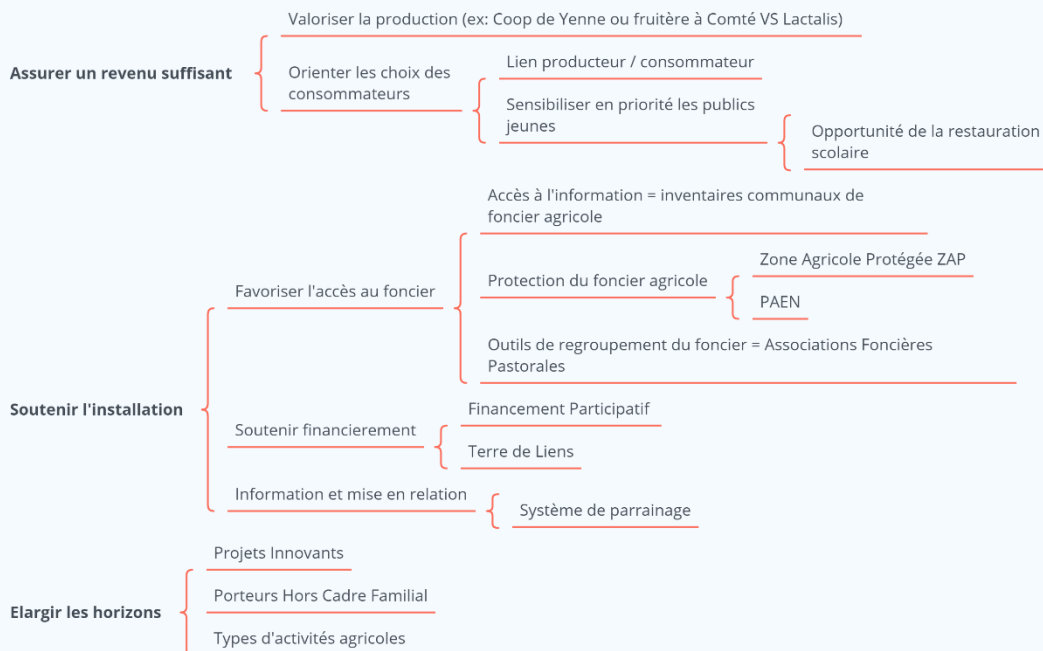 Valoriser la production (ex: Coop de Yenne ou fruitère à Comté VS Lactalis)
Assurer un revenu suffisant
Orienter les choix des
consommateurs
Lien producteur / consommateur
Sensibiliser en priorité les publics
jeunes
Opportunité de la restauration
scolaire
Accès à l'information = inventaires communaux de
foncier agricole
Favoriser l'accès au foncier
Protection du foncier agricole
Zone Agricole Protégée ZAP
PAEN
Outils de regroupement du foncier = Associations Foncières
Pastorales
Soutenir l'installation
Soutenir financierement
Financement Participatif
Terre de Liens
Information et mise en relation
Système de parrainage
Projets Innovants
Elargir les horizons
Porteurs Hors Cadre Familial
Types d'activités agricoles